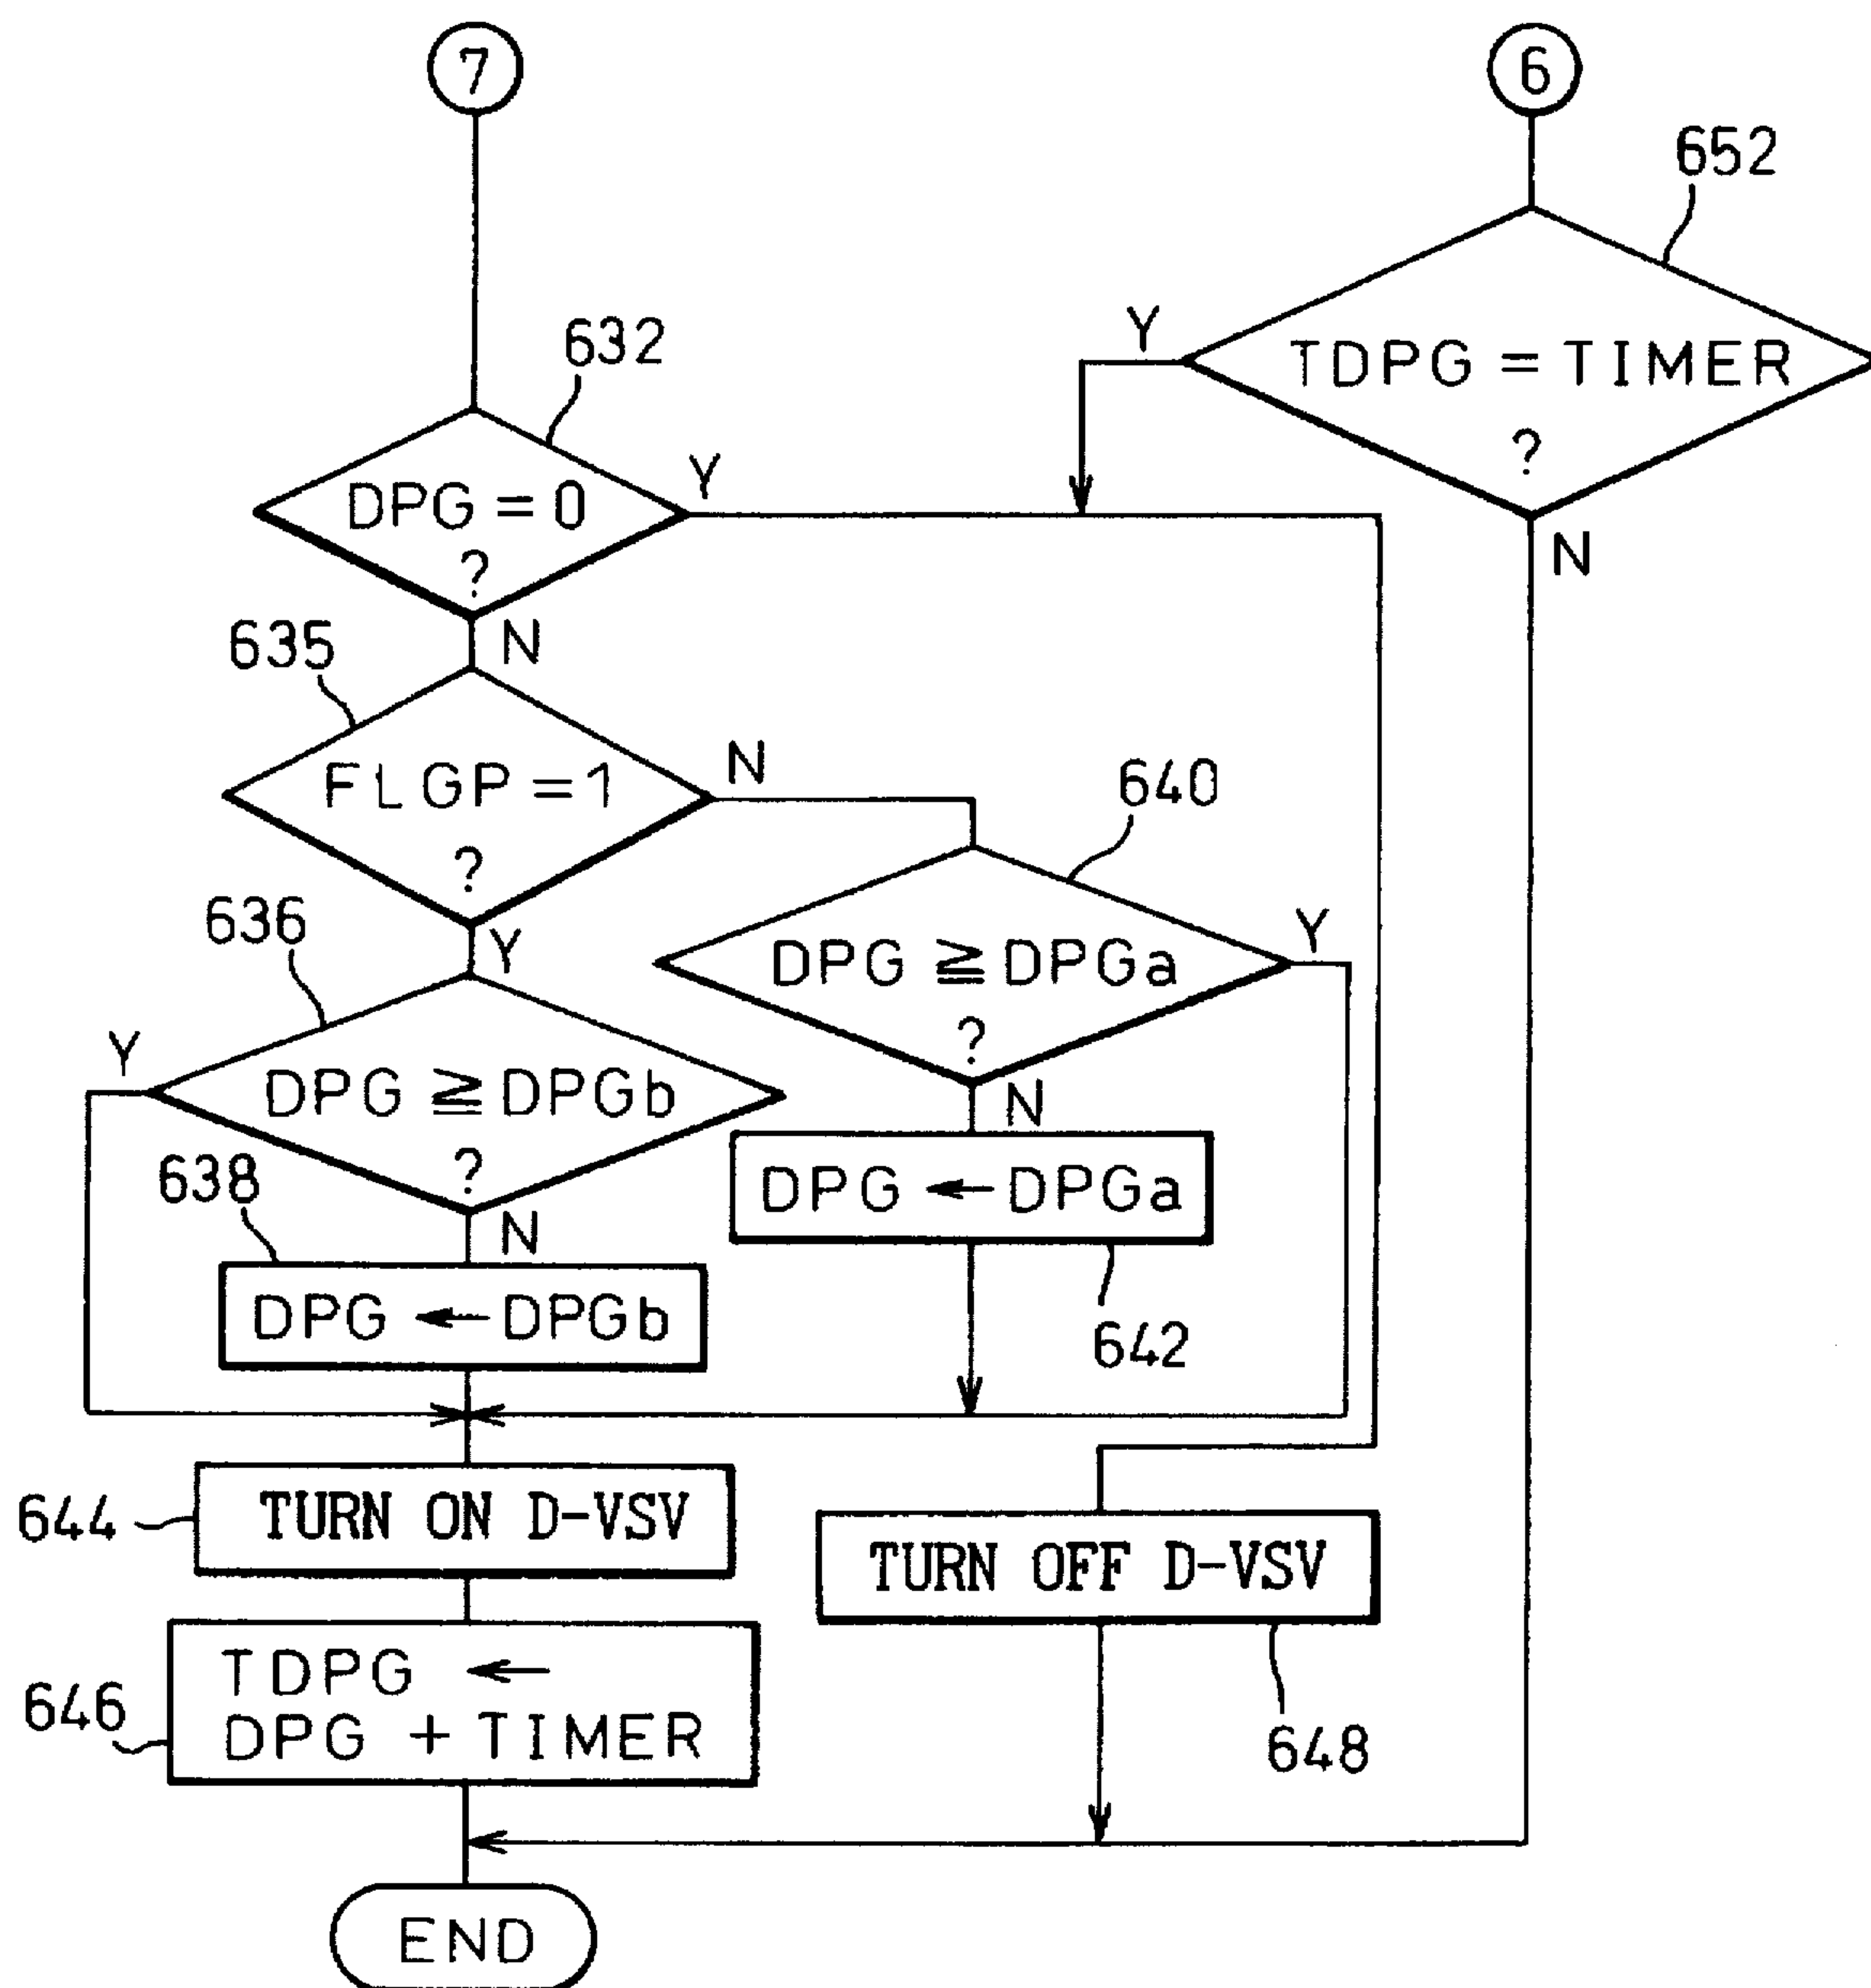 7
6
652
Y
TDPG = TIMER
?
N
632
DPG = 0
?
Y
N
635
FLGP = 1
?
N
Y
640
DPG ≧ DPGa
?
Y
N
636
Y
DPG ≧ DPGb
?
N
638
DPG ← DPGb
DPG ← DPGa
642
644
TURN ON D-VSV
TURN OFF D-VSV
648
646
TDPG ←
DPG + TIMER
END